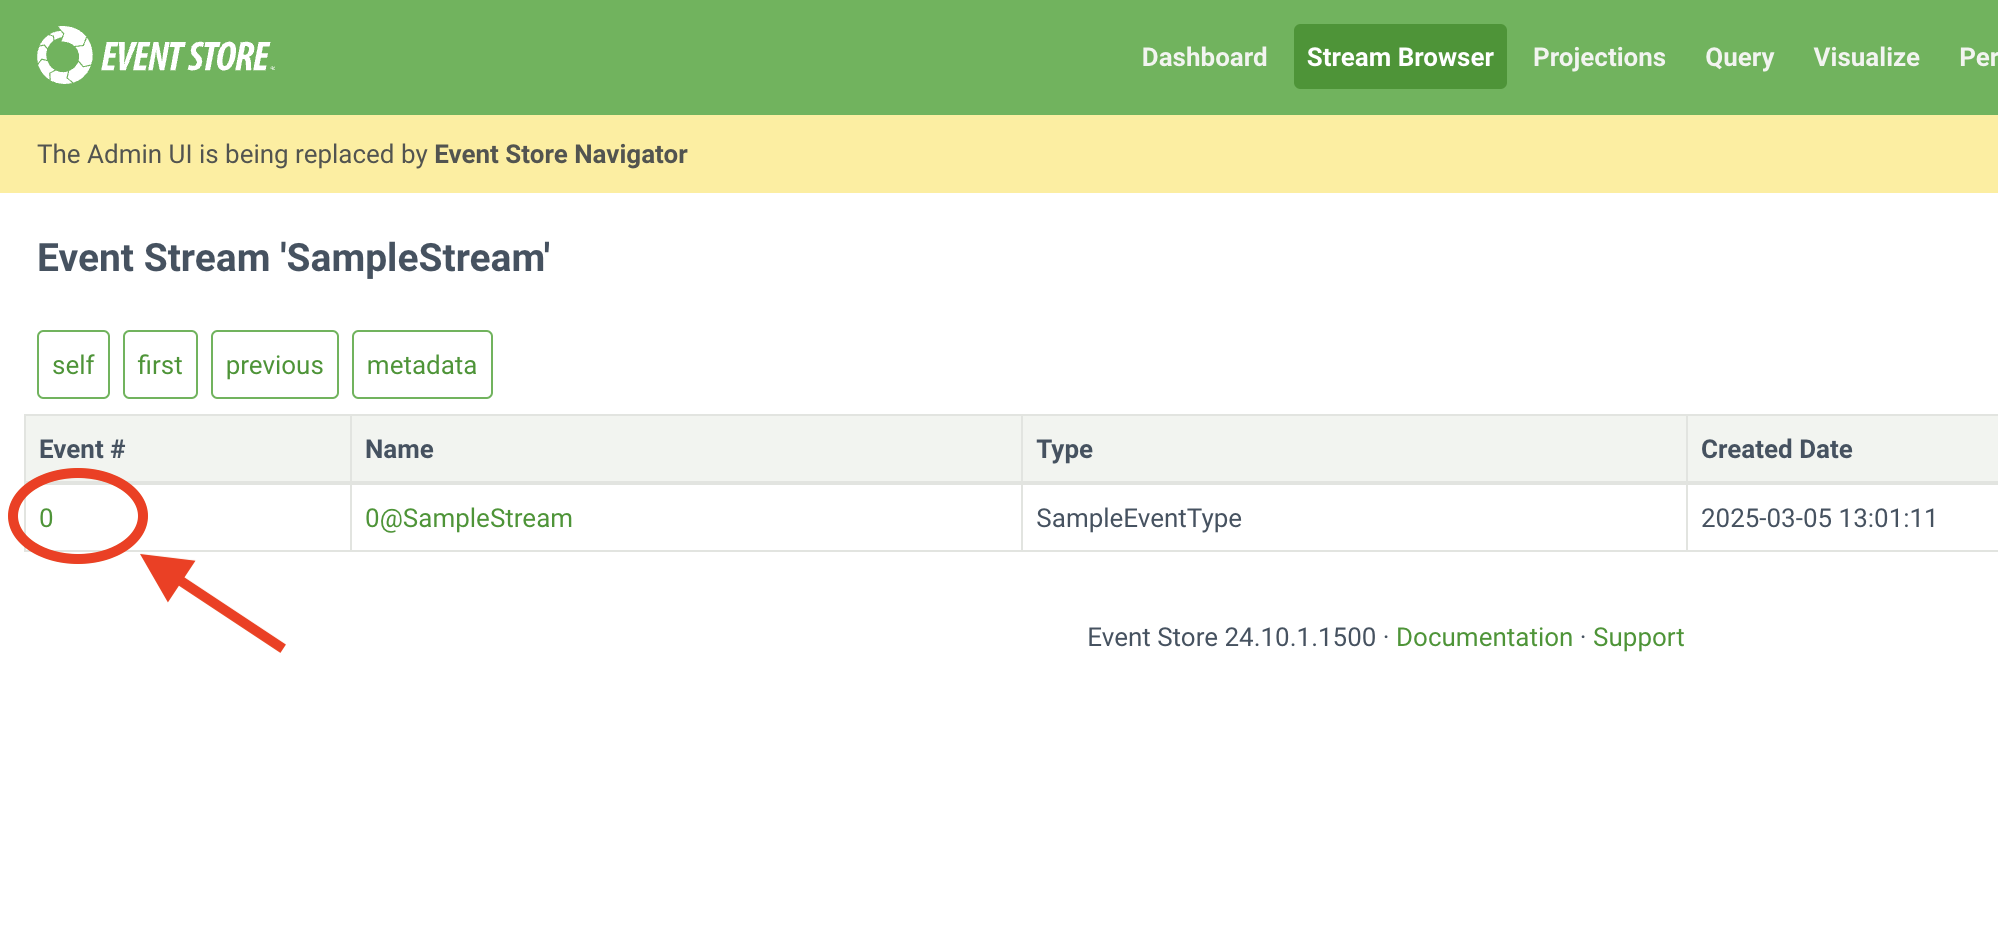 EVENT STORE
Dashboard Stream Browser Projections Query Visualize Per
The Admin UI is being replaced by Event Store Navigator
Event Stream 'SampleStream'
self first previous metadata
Event # Name Type Created Date
0 0@SampleStream SampleEventType 2025-03-05 13:01:11
Event Store 24.10.1.1500 · Documentation · Support